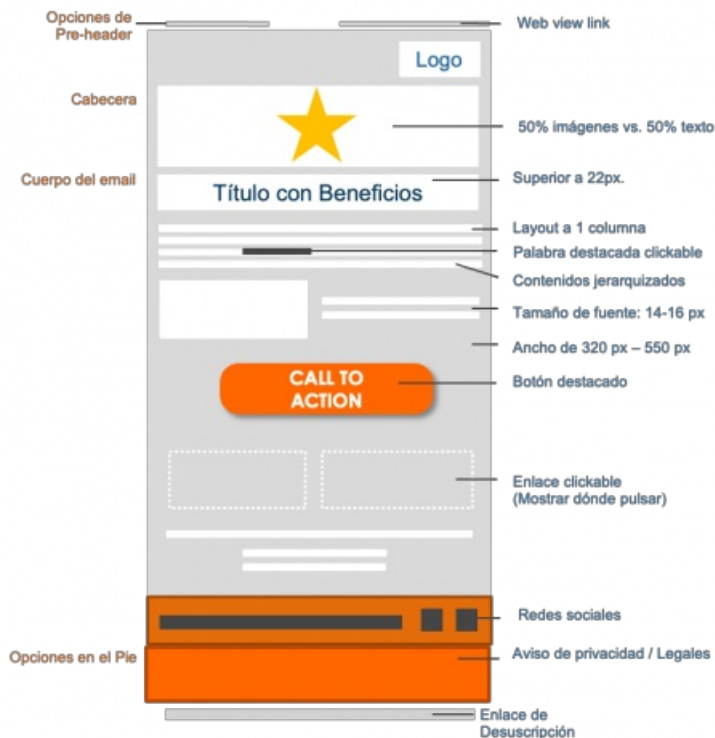 Opciones de
Pre-header
Web view link
Logo
Cabecera
50% imágenes vs. 50% texto
Cuerpo del email
Superior a 22px.
Título con Beneficios
Layout a 1 columna
Palabra destacada clickable
Contenidos jerarquizados
Tamaño de fuente: 14-16 px
Ancho de 320 px – 550 px
CALL TO
ACTION
Botón destacado
Enlace clickable
(Mostrar dónde pulsar)
Redes sociales
Opciones en el Pie
Aviso de privacidad / Legales
Enlace de
Desuscripción